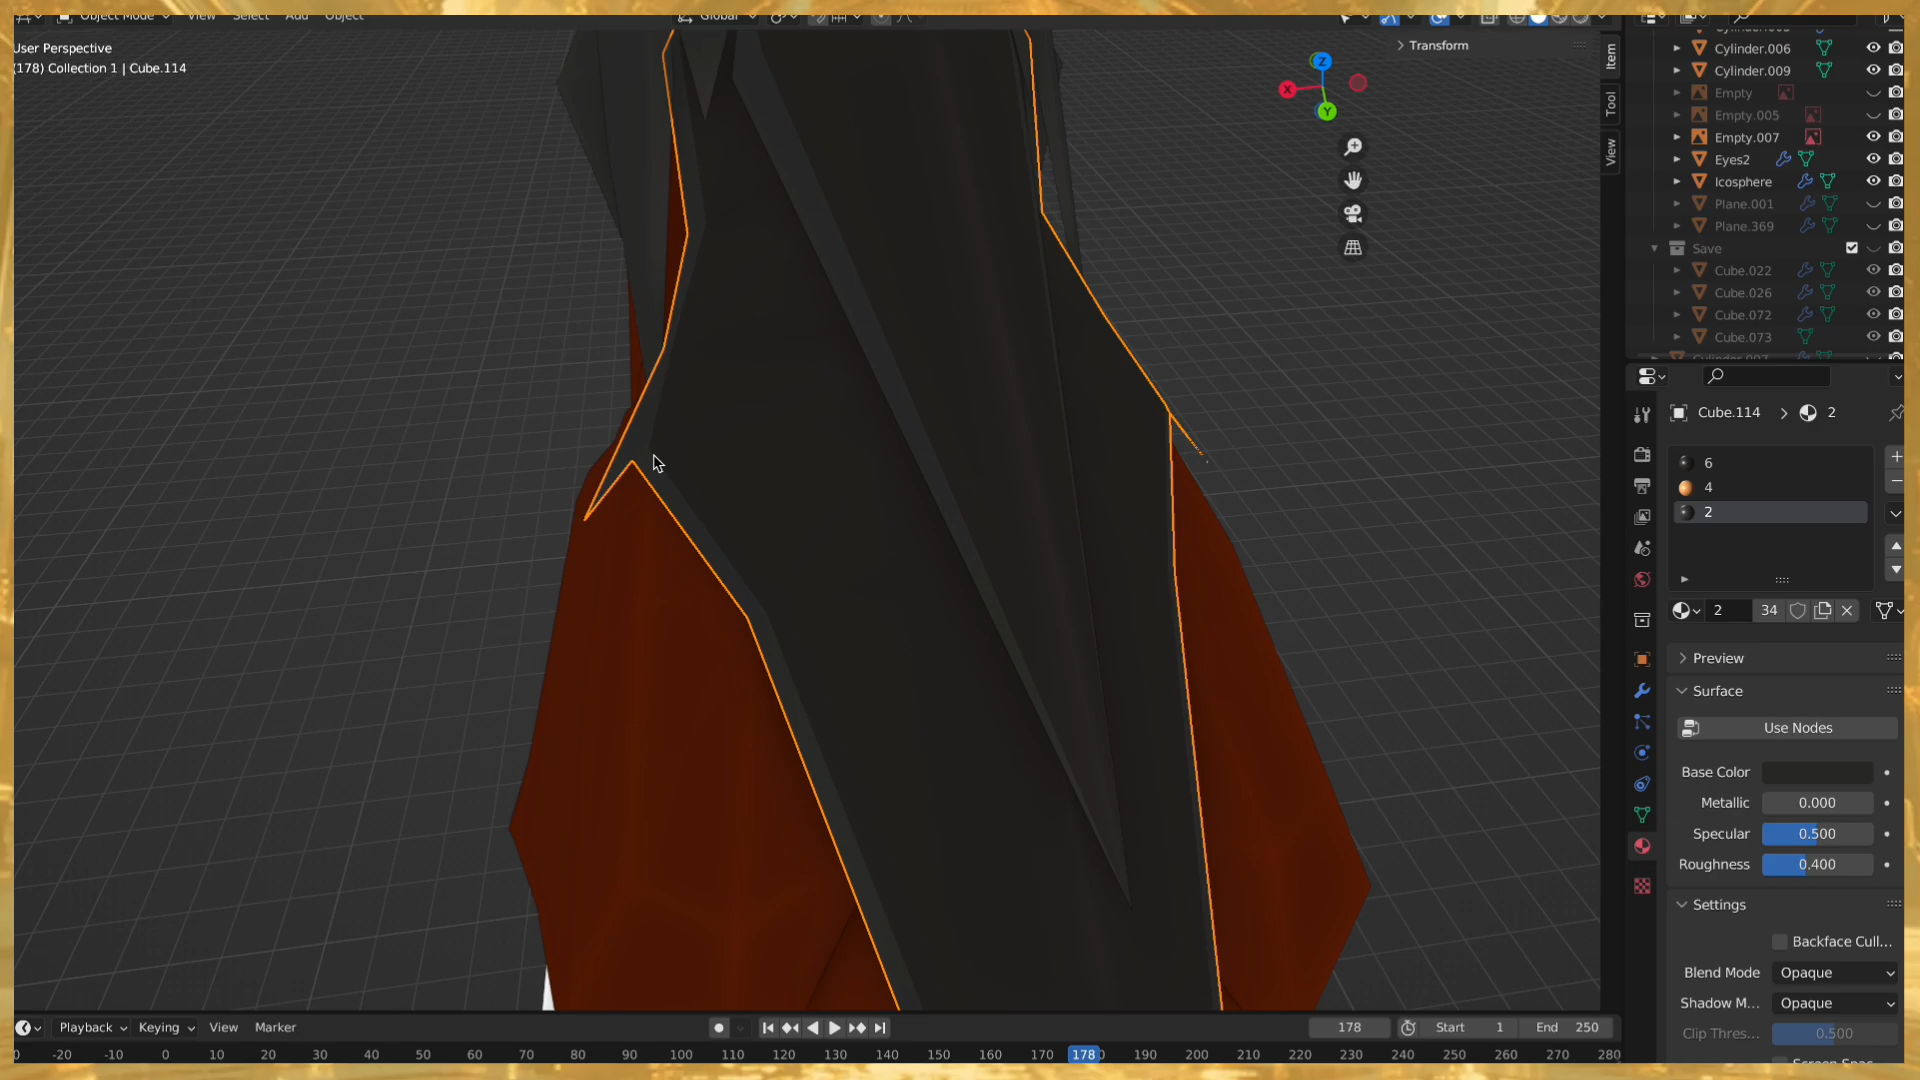 Object Mode View Select Add Object Global
User Perspective
(178) Collection 1 | Cube.114
Transform
Item
Tool
View
Z
X
Y
Cylinder.006
Cylinder.009
Empty
Empty.005
Empty.007
Eyes2
Icosphere
Plane.001
Plane.369
Save
Cube.022
Cube.026
Cube.072
Cube.073
Cube.114 2
6
4
2
2 34
Preview
Surface
Use Nodes
Base Color
Metallic 0.000
Specular 0.500
Roughness 0.400
Settings
Backface Cull...
Blend Mode Opaque
Shadow M... Opaque
Clip Thres... 0.500
Playback Keying View Marker 178 Start 1 End 250
-20 -10 0 10 20 30 40 50 60 70 80 90 100 110 120 130 140 150 160 170 178 190 200 210 220 230 240 250 260 270 280